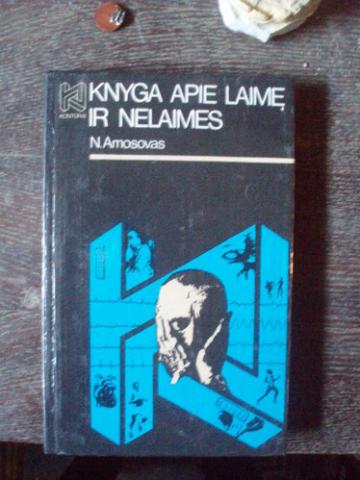 KONTŪRAI
KNYGA APIE LAIMĘ
IR NELAIMES
N. Amosovas